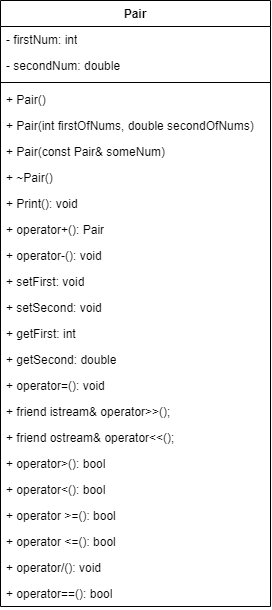 Pair
- firstNum: int
- secondNum: double
+ Pair()
+ Pair(int firstOfNums, double secondOfNums)
+ Pair(const Pair& someNum)
+ ~Pair()
+ Print(): void
+ operator+(): Pair
+ operator-(): void
+ setFirst: void
+ setSecond: void
+ getFirst: int
+ getSecond: double
+ operator=(): void
+ friend istream& operator>>();
+ friend ostream& operator<<();
+ operator>(): bool
+ operator<(): bool
+ operator >=(): bool
+ operator <=(): bool
+ operator/(): void
+ operator==(): bool